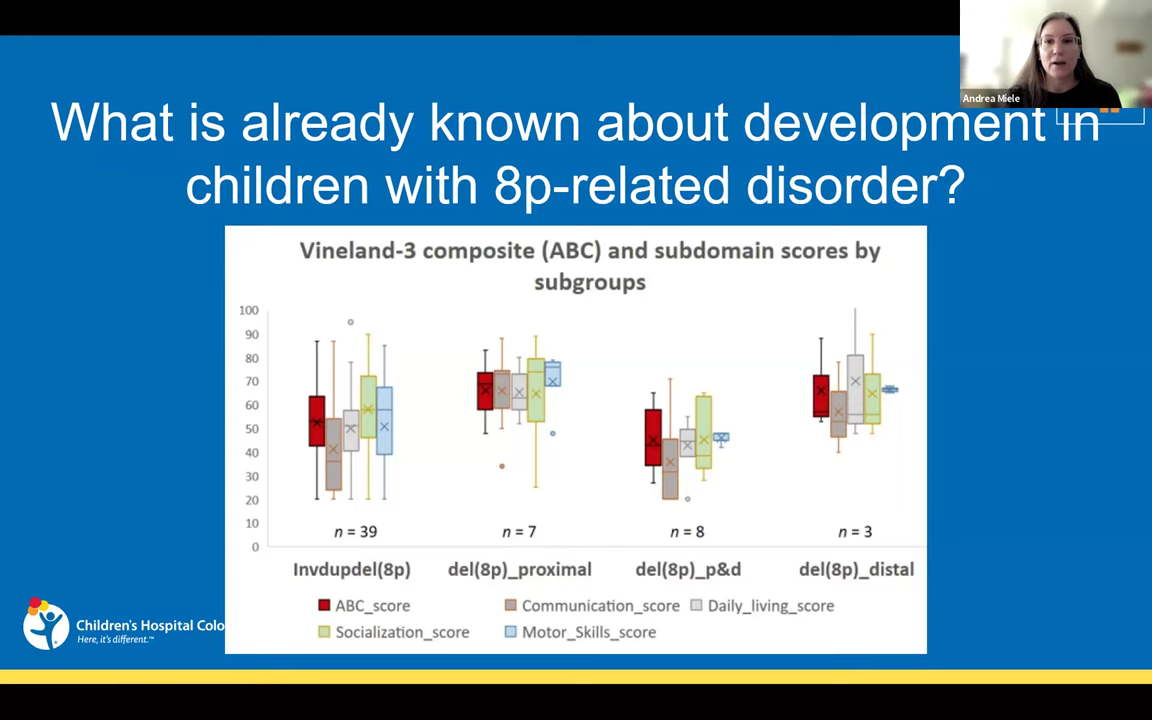 Andrea Miele
What is already known about development in
children with 8p-related disorder?
Vineland-3 composite (ABC) and subdomain scores by
subgroups
100
90
80
70
60
50
40
30
20
10
0
n = 39
n = 7
n = 8
n = 3
Invdupdel(8p)
del(8p)_proximal
del(8p)_p&d
del(8p)_distal
ABC_score
Communication_score
Daily_living_score
Socialization_score
Motor_Skills_score
Children's Hospital Colo
Here, it's different.™